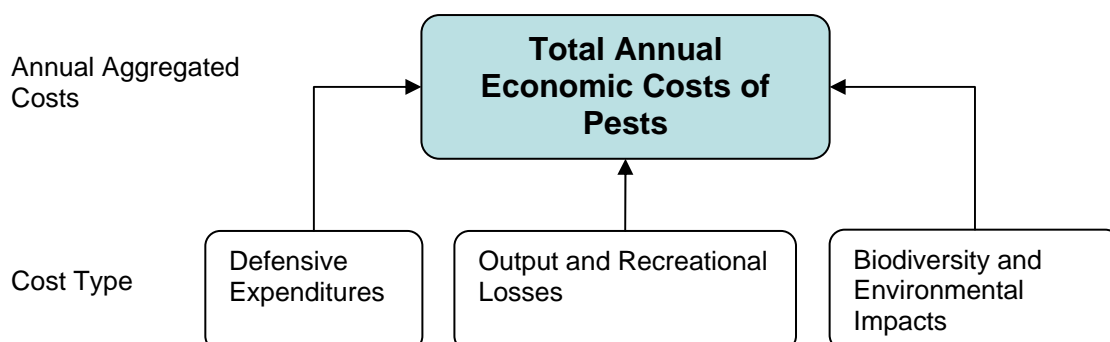 Total Annual
Economic Costs of
Pests
Annual Aggregated
Costs
Cost Type
Defensive
Expenditures
Output and Recreational
Losses
Biodiversity and
Environmental
Impacts